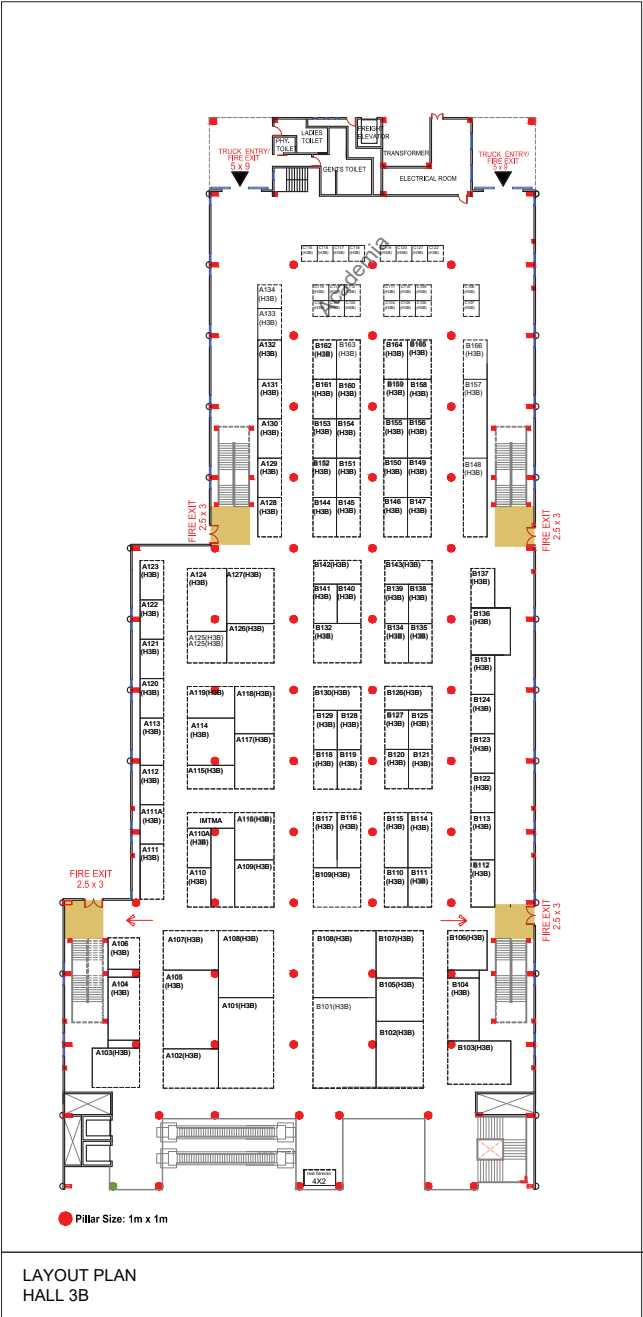 LADIES
TOILET
PHY.
TOILET
FREIGHT
ELEVATOR
TRANSFORMER
GENTS TOILET
ELECTRICAL ROOM
TRUCK ENTRY/
FIRE EXIT
5 x 9
TRUCK ENTRY/
FIRE EXIT
5 x 9
Academia
A134
(H3B)
A133
(H3B)
A132
(H3B)
B162
(H3B)
B163
(H3B)
B164
(H3B)
B165
(H3B)
B166
(H3B)
A131
(H3B)
B161
(H3B)
B160
(H3B)
B159
(H3B)
B158
(H3B)
B157
(H3B)
A130
(H3B)
B153
(H3B)
B154
(H3B)
B155
(H3B)
B156
(H3B)
A129
(H3B)
B152
(H3B)
B151
(H3B)
B150
(H3B)
B149
(H3B)
B148
(H3B)
A128
(H3B)
B144
(H3B)
B145
(H3B)
B146
(H3B)
B147
(H3B)
FIRE EXIT
2.5 x 3
FIRE EXIT
2.5 x 3
A123
(H3B)
A124
(H3B)
A127(H3B)
B142(H3B)
B143(H3B)
B137
(H3B)
B141
(H3B)
B140
(H3B)
B139
(H3B)
B138
(H3B)
A122
(H3B)
B136
(H3B)
A126(H3B)
A125(H3B)
A125(H3B)
B132
(H3B)
B134
(H3B)
B135
(H3B)
A121
(H3B)
B131
(H3B)
A120
(H3B)
A119(H3B)
A118(H3B)
B130(H3B)
B126(H3B)
B124
(H3B)
A113
(H3B)
A114
(H3B)
A117(H3B)
B129
(H3B)
B128
(H3B)
B127
(H3B)
B125
(H3B)
B123
(H3B)
A112
(H3B)
A115(H3B)
B118
(H3B)
B119
(H3B)
B120
(H3B)
B121
(H3B)
B122
(H3B)
A111A
(H3B)
IMTMA
A116(H3B)
B117
(H3B)
B116
(H3B)
B115
(H3B)
B114
(H3B)
B113
(H3B)
A110A
(H3B)
A111
(H3B)
A110
(H3B)
A109(H3B)
B109(H3B)
B110
(H3B)
B111
(H3B)
B112
(H3B)
FIRE EXIT
2.5 x 3
FIRE EXIT
2.5 x 3
A106
(H3B)
A107(H3B)
A108(H3B)
B108(H3B)
B107(H3B)
B106(H3B)
A104
(H3B)
A105
(H3B)
A101(H3B)
B101(H3B)
B105(H3B)
B104
(H3B)
B102(H3B)
A103(H3B)
A102(H3B)
B103(H3B)
Hall Director
4X2
Pillar Size: 1m x 1m
LAYOUT PLAN
HALL 3B